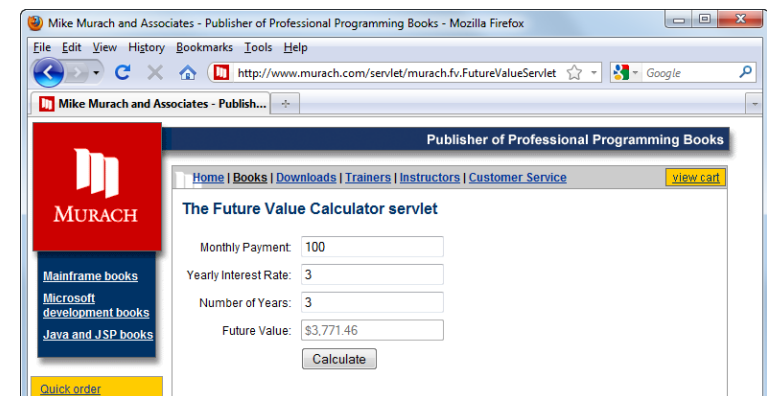 Mike Murach and Associates - Publisher of Professional Programming Books - Mozilla Firefox
File Edit View History Bookmarks Tools Help
http://www.murach.com/servlet/murach.fv.FutureValueServlet
Google
Mike Murach and Associates - Publish...
Publisher of Professional Programming Books
Home | Books | Downloads | Trainers | Instructors | Customer Service
view cart
MURACH
The Future Value Calculator servlet
Monthly Payment: 100
Mainframe books
Yearly Interest Rate: 3
Microsoft
development books
Number of Years: 3
Java and JSP books
Future Value: $3,771.46
Calculate
Quick order